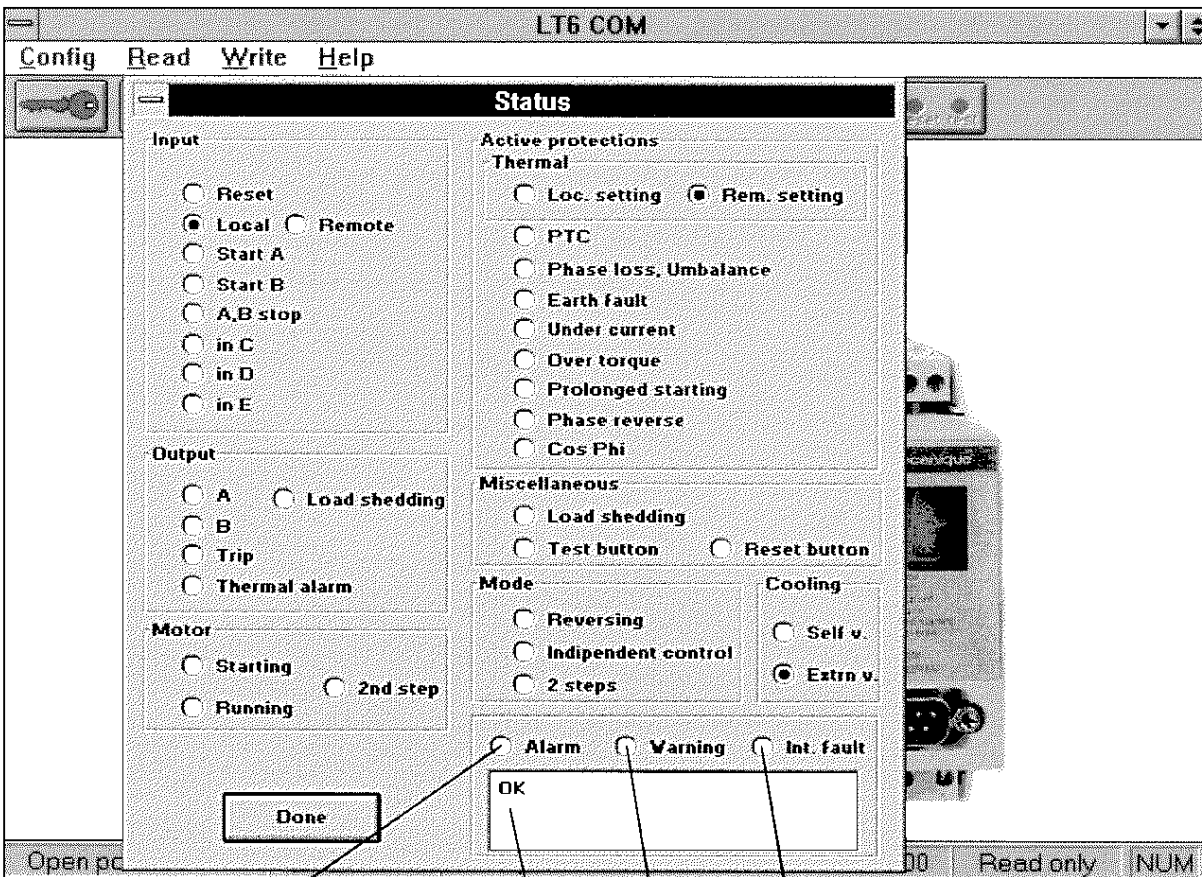 LT6 COM
Config Read Write Help
Status
Input
Reset
Local Remote
Start A
Start B
A,B stop
in C
in D
in E
Output
A Load shedding
B
Trip
Thermal alarm
Motor
Starting
2nd step
Running
Done
Active protections
Thermal
Loc. setting Rem. setting
PTC
Phase loss, Umbalance
Earth fault
Under current
Over torque
Prolonged starting
Phase reverse
Cos Phi
Miscellaneous
Load shedding
Test button Reset button
Mode
Reversing
Indipendent control
2 steps
Cooling
Self v.
Extrn v.
Alarm Warning Int. fault
OK
Open Read only NUM